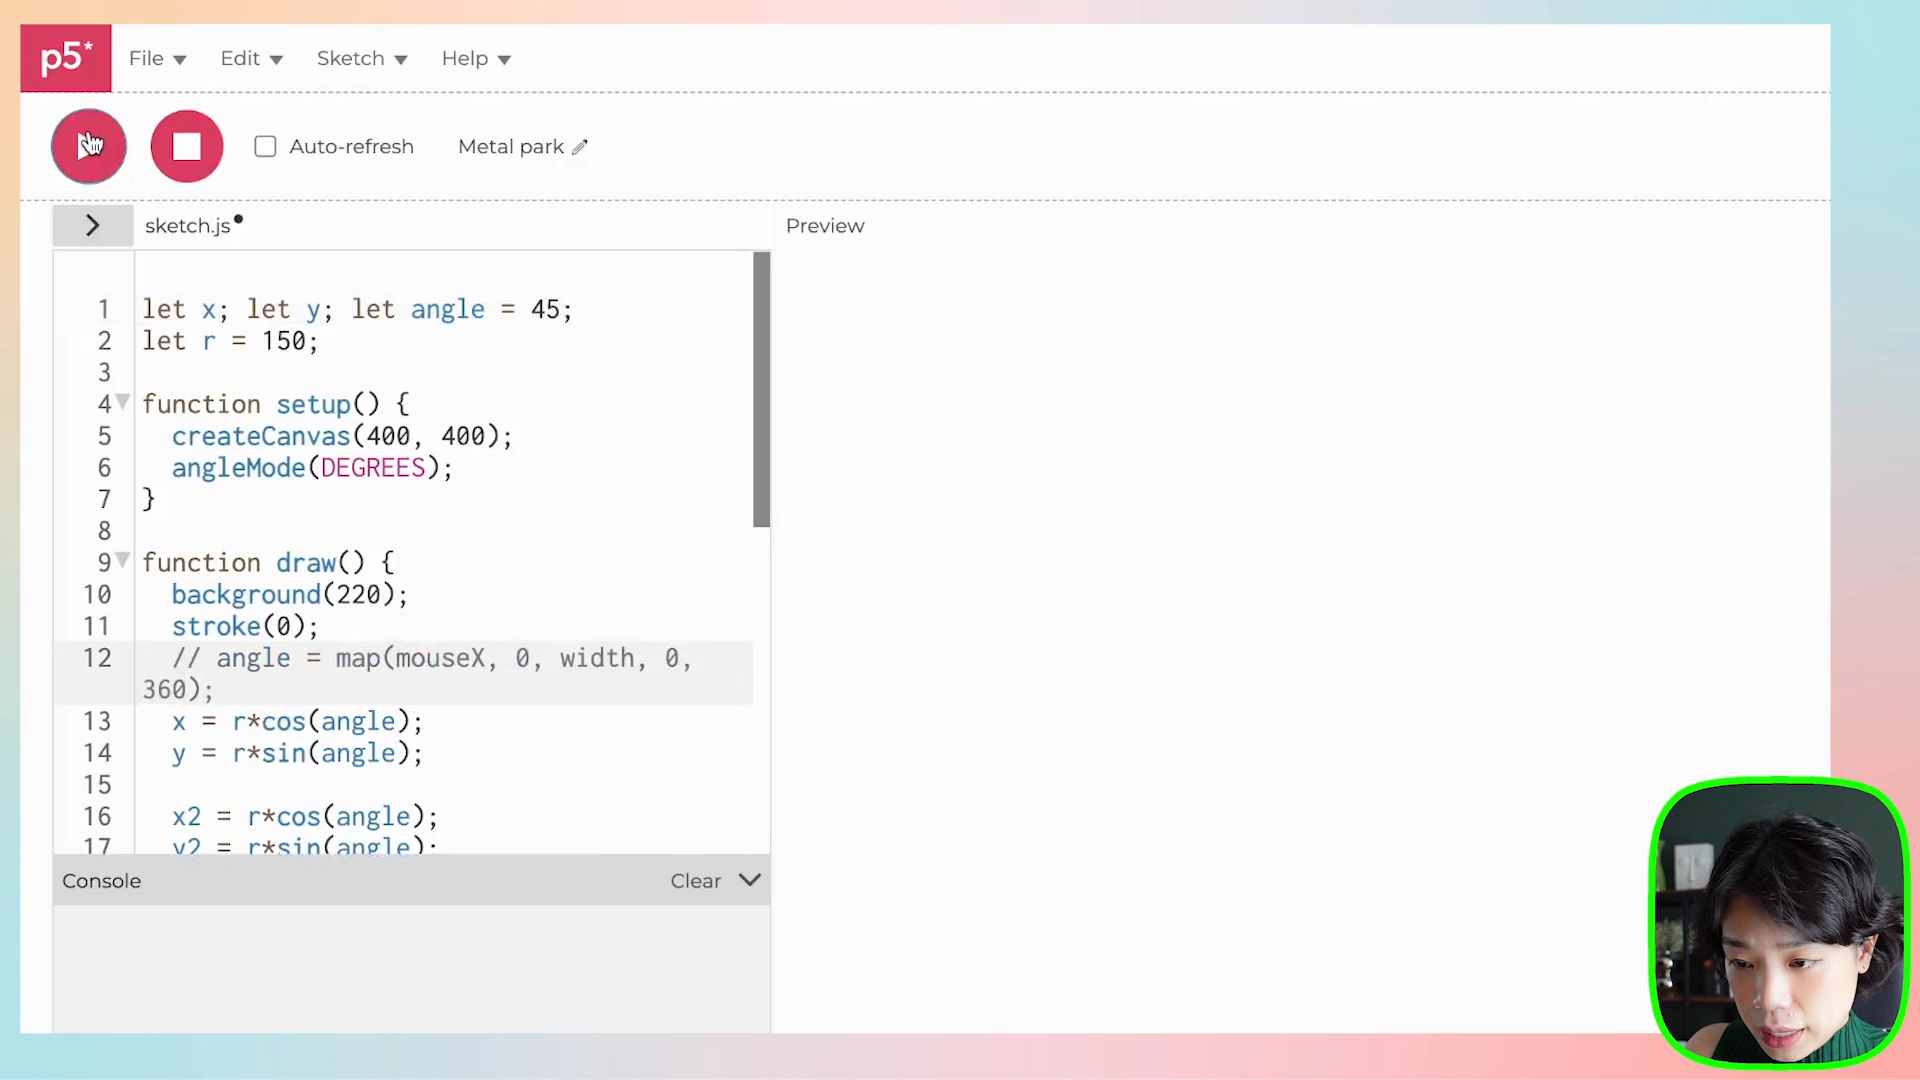 p5* File Edit Sketch Help
Auto-refresh Metal park
sketch.js Preview
1 let x; let y; let angle = 45;
2 let r = 150;
3
4 function setup() {
5 createCanvas(400, 400);
6 angleMode(DEGREES);
7 }
8
9 function draw() {
10 background(220);
11 stroke(0);
12 // angle = map(mouseX, 0, width, 0,
360);
13 x = r*cos(angle);
14 y = r*sin(angle);
15
16 x2 = r*cos(angle);
17 y2 = r*sin(angle);
Console Clear